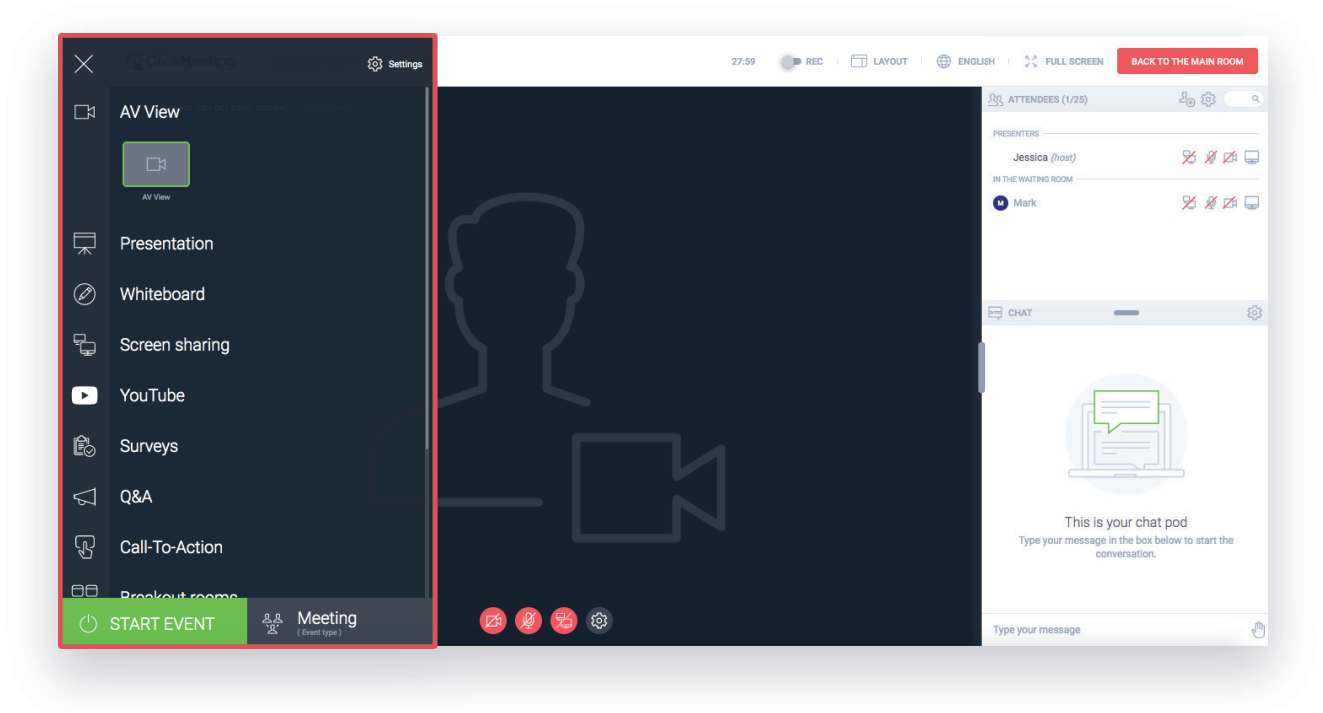 ClickMeeting
Settings
27:59
REC
LAYOUT
ENGLISH
FULL SCREEN
BACK TO THE MAIN ROOM
AV View
AV View
Presentation
Whiteboard
Screen sharing
YouTube
Surveys
Q&A
Call-To-Action
Breakout rooms
START EVENT
Meeting
( Event type )
ATTENDEES (1/25)
PRESENTERS
Jessica (host)
IN THE WAITING ROOM
M Mark
CHAT
This is your chat pod
Type your message in the box below to start the
conversation.
Type your message